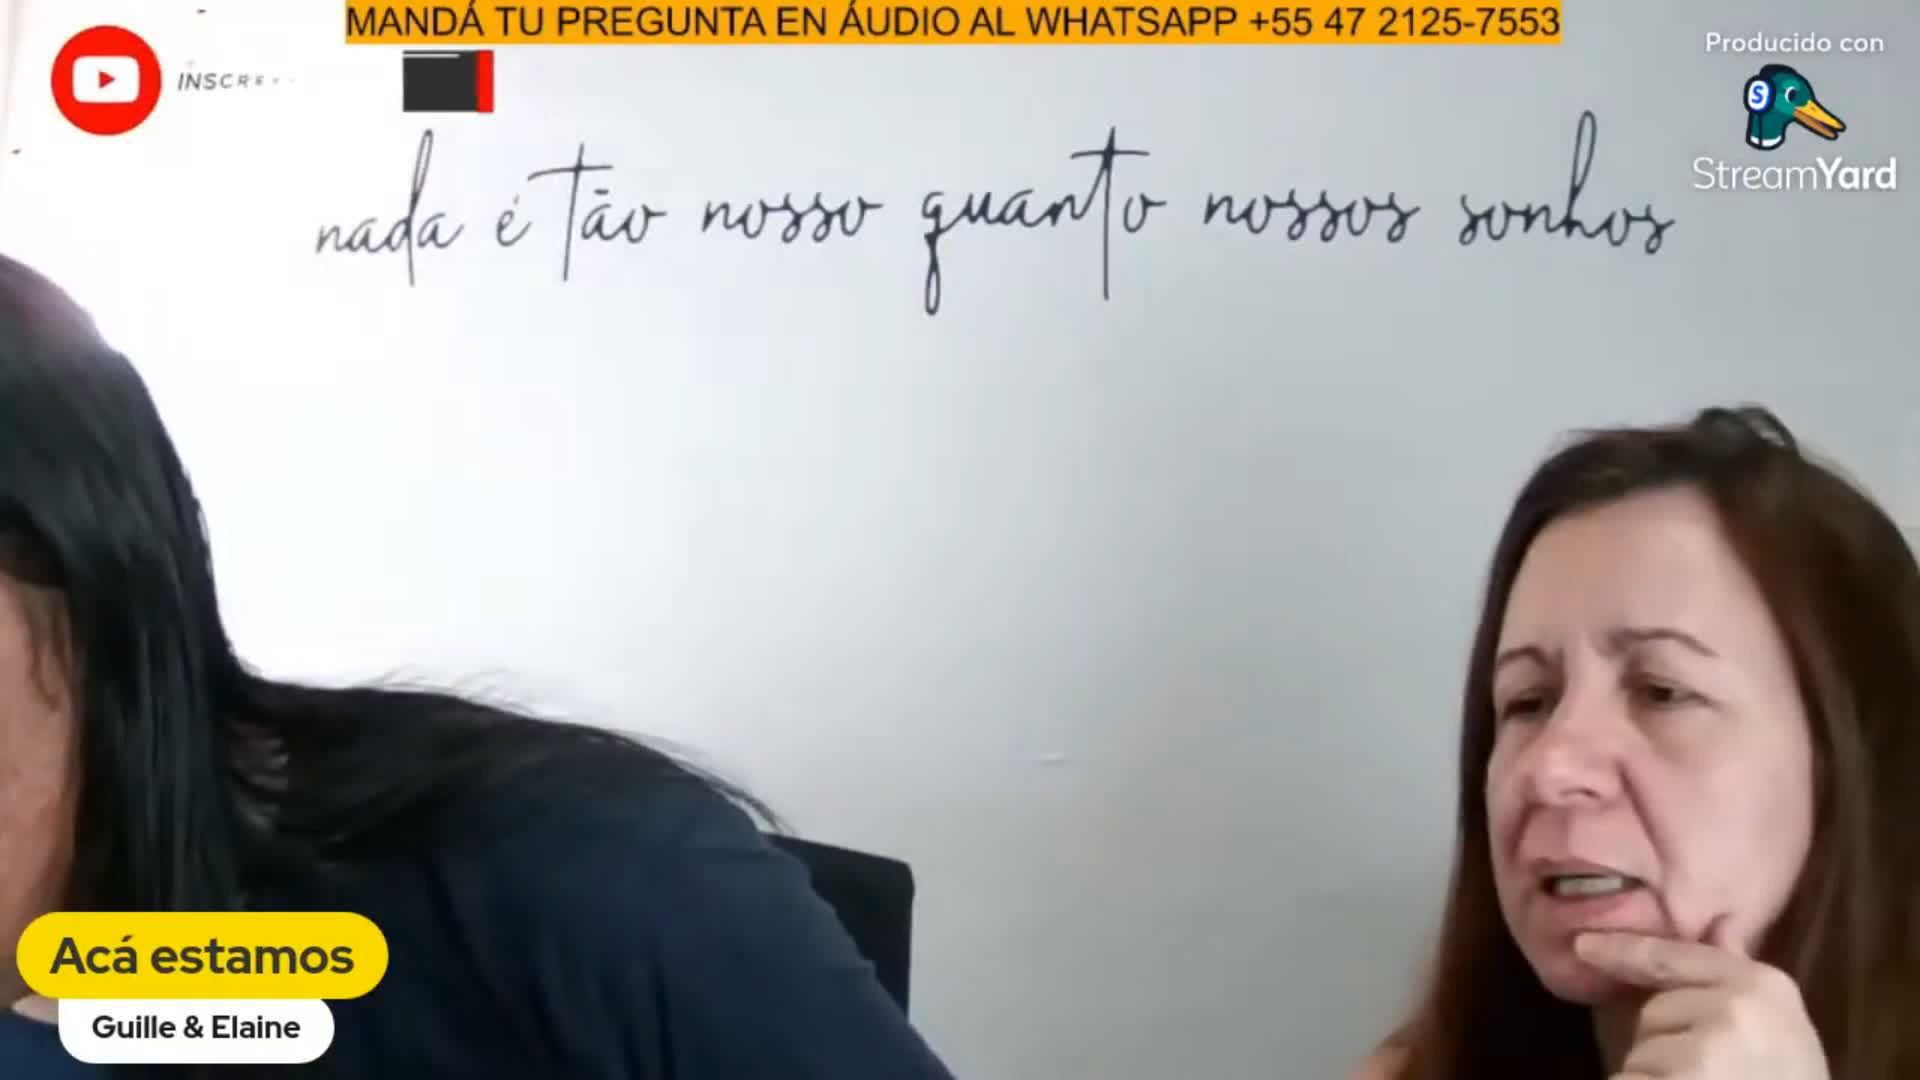 MANDÁ TU PREGUNTA EN ÁUDIO AL WHATSAPP +55 47 2125-7553
Producido con
StreamYard
nada é tão nosso quanto nossos sonhos
Acá estamos
Guille & Elaine